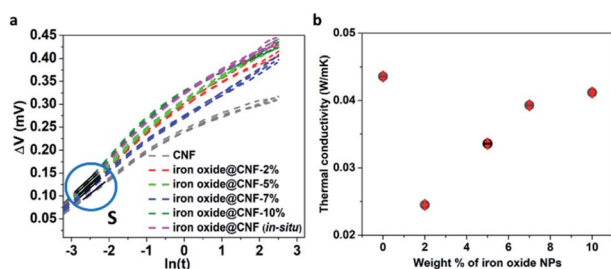 a
0.45
0.40
0.35
0.30
0.25
0.20
0.15
0.10
0.05
ΔV (mV)
CNF
iron oxide@CNF-2%
iron oxide@CNF-5%
iron oxide@CNF-7%
iron oxide@CNF-10%
iron oxide@CNF (in-situ)
S
-3 -2 -1 0 1 2 3
ln(t)
b
0.05
0.04
0.03
0.02
Thermal conductivity (W/mK)
0 2 4 6 8 10
Weight % of iron oxide NPs